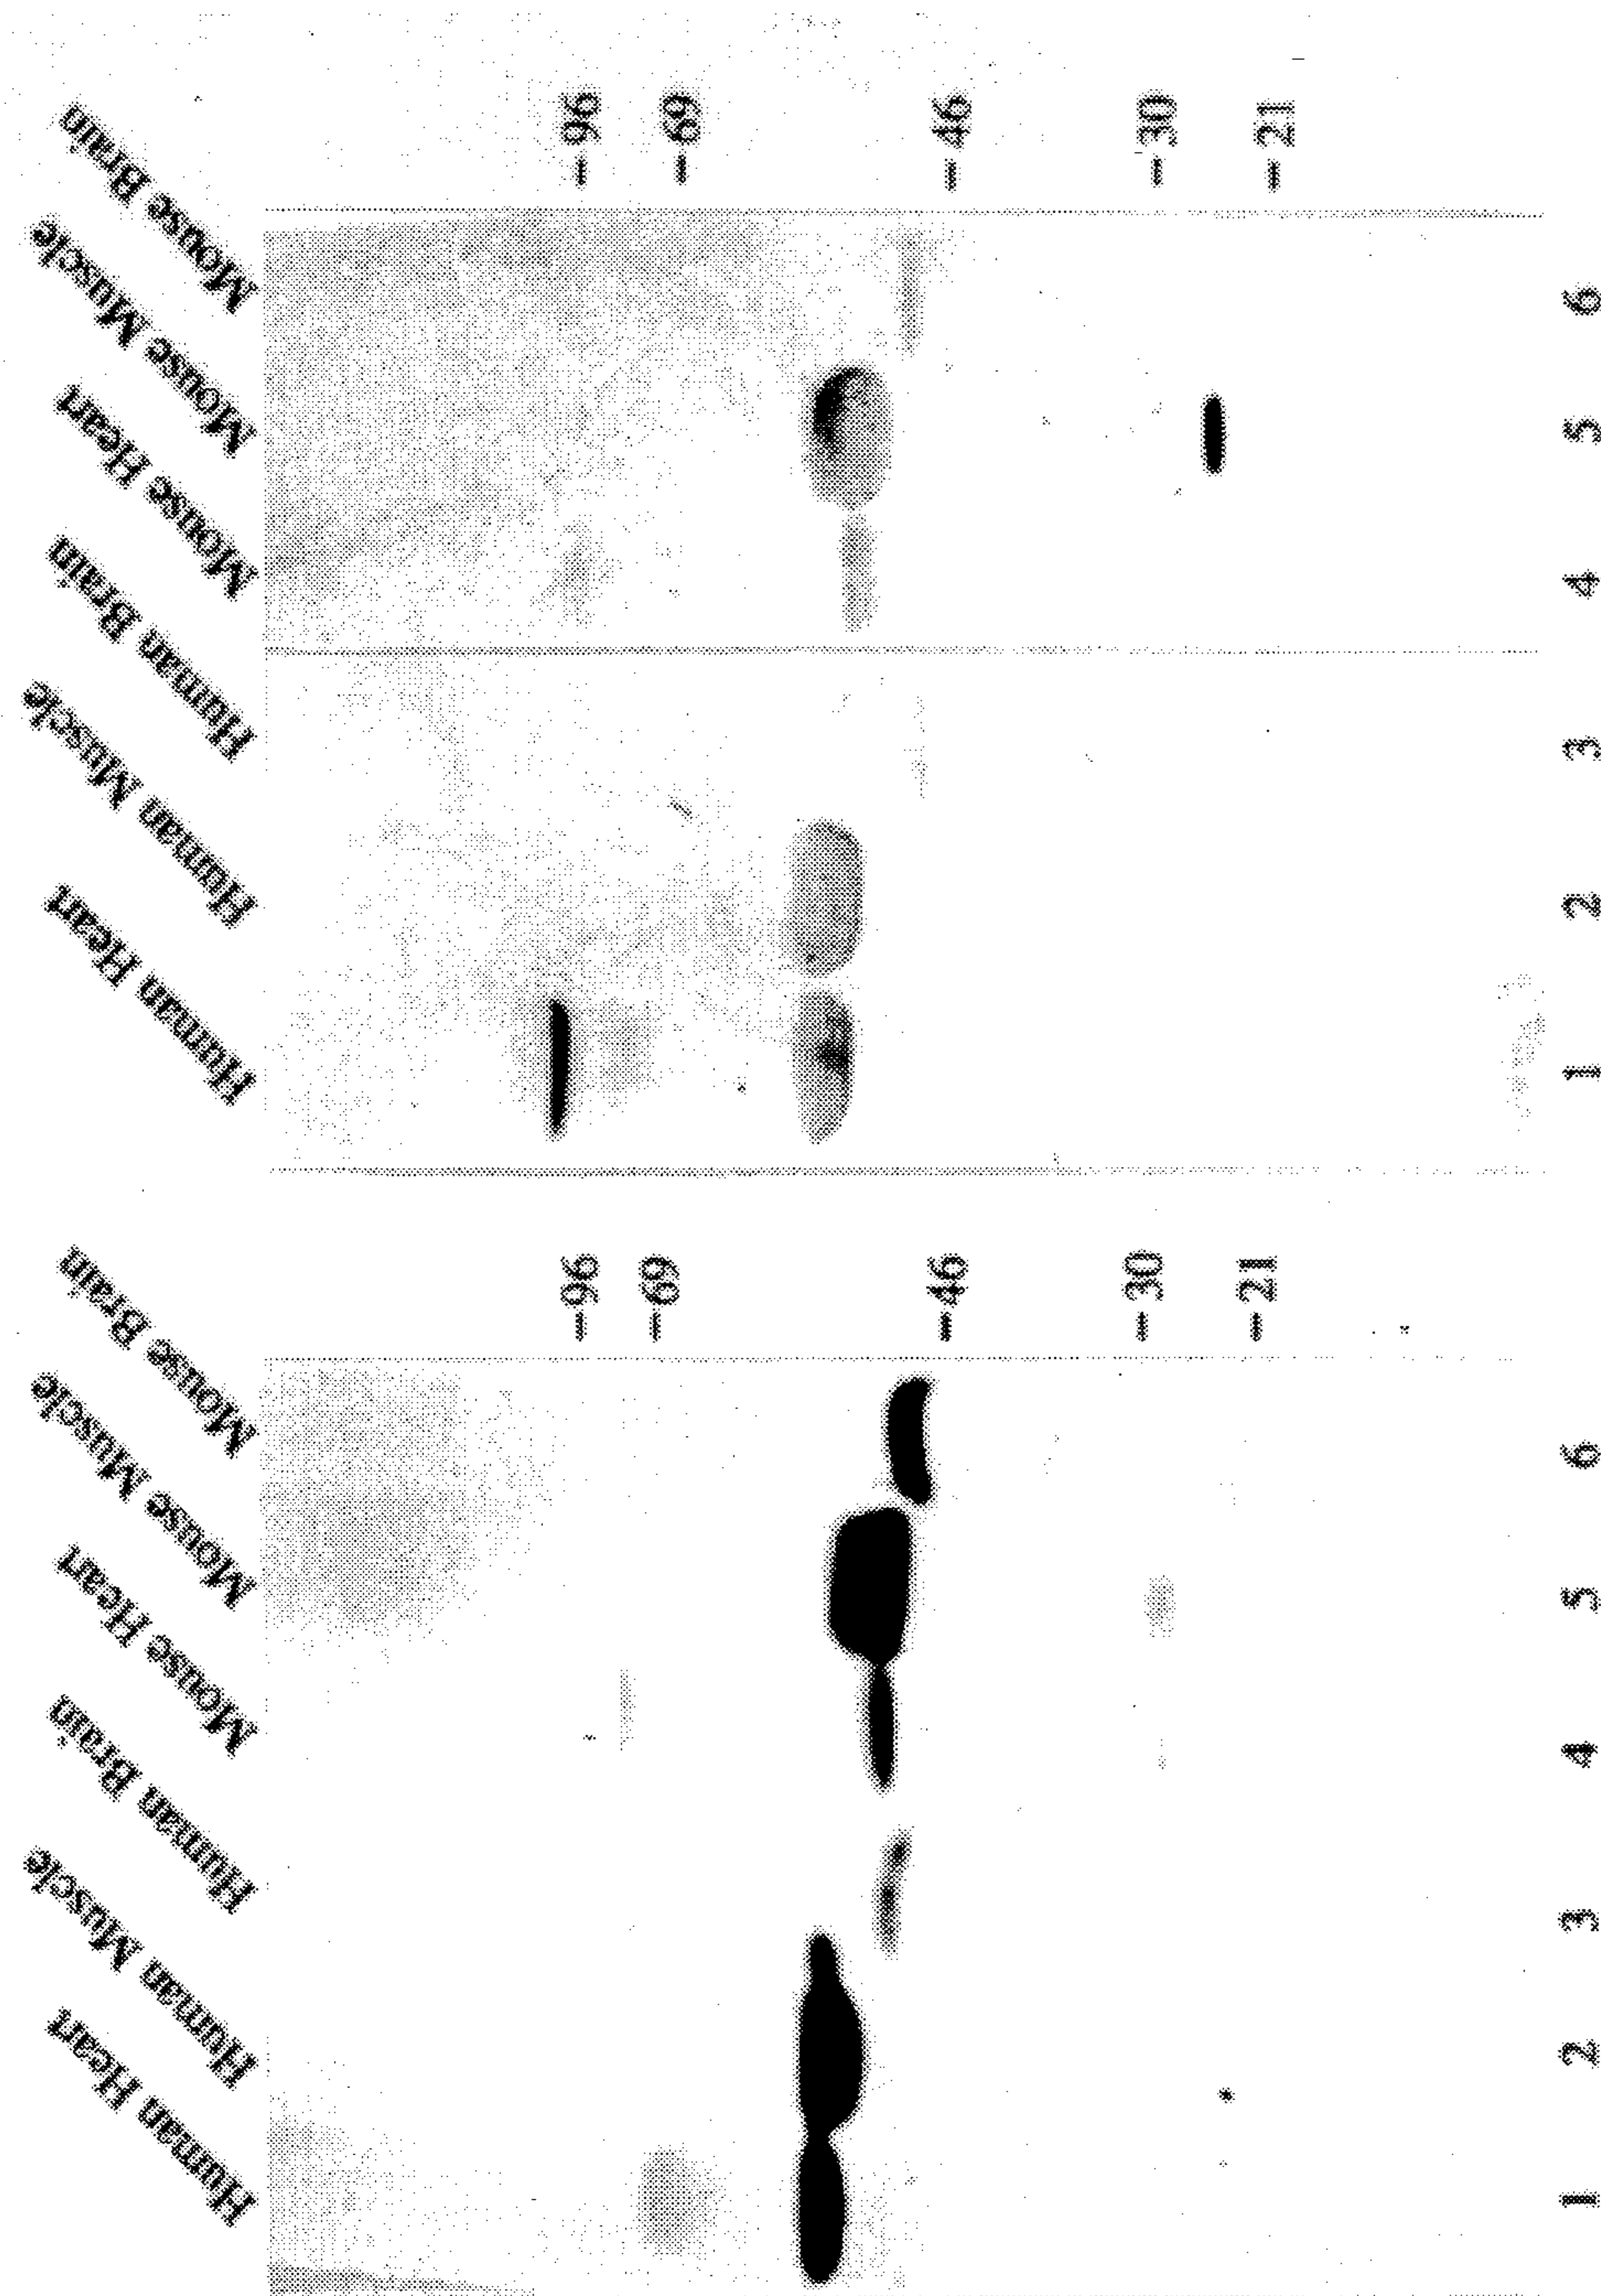 Human Heart
Human Muscle
Human Brain
Mouse Heart
Mouse Muscle
Mouse Brain
-96
-69
-46
-30
-21
1 2 3 4 5 6
Human Heart
Human Muscle
Human Brain
Mouse Heart
Mouse Muscle
Mouse Brain
-96
-69
-46
-30
-21
1 2 3 4 5 6